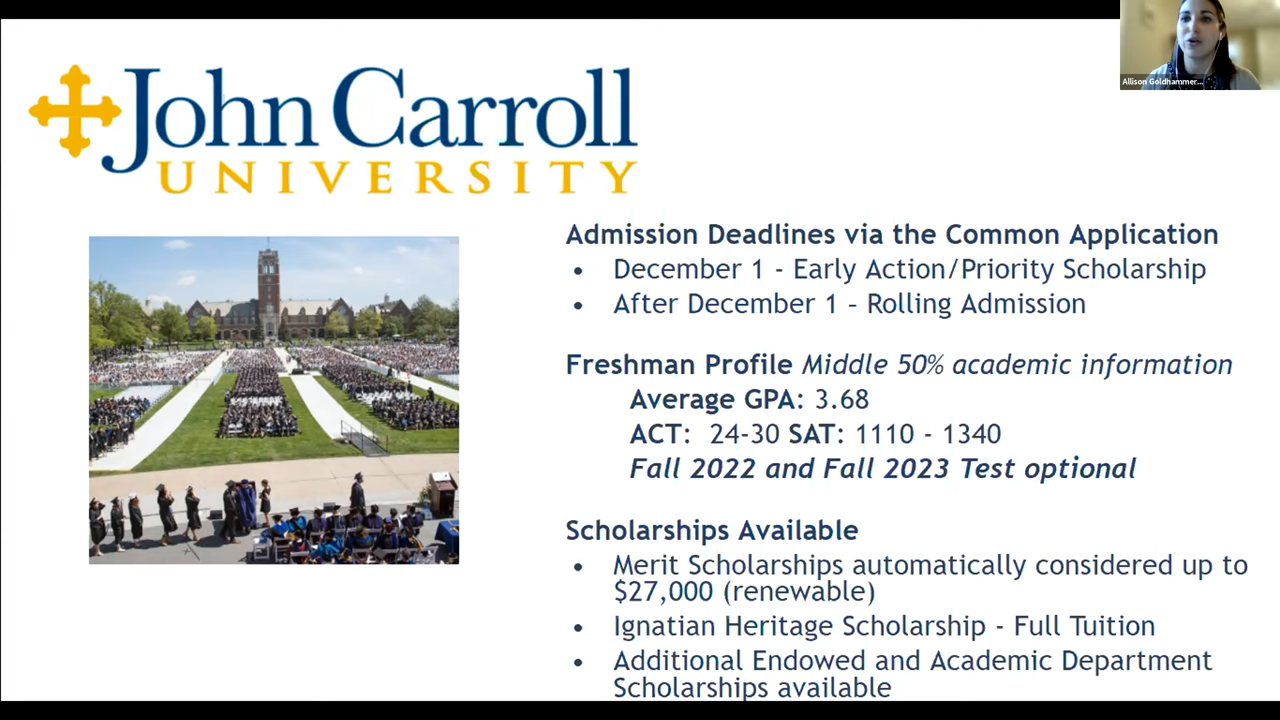 Allison Goldhammer...
John Carroll
UNIVERSITY
Admission Deadlines via the Common Application
• December 1 - Early Action/Priority Scholarship
• After December 1 – Rolling Admission
Freshman Profile Middle 50% academic information
Average GPA: 3.68
ACT: 24-30 SAT: 1110 - 1340
Fall 2022 and Fall 2023 Test optional
Scholarships Available
• Merit Scholarships automatically considered up to
$27,000 (renewable)
• Ignatian Heritage Scholarship - Full Tuition
• Additional Endowed and Academic Department
Scholarships available